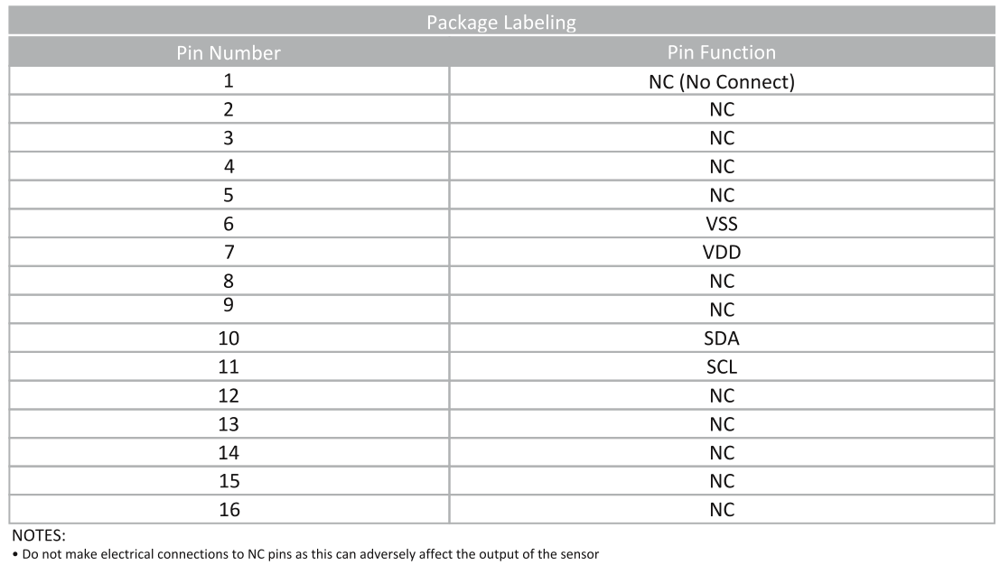 Package Labeling
Pin Number Pin Function
1 NC (No Connect)
2 NC
3 NC
4 NC
5 NC
6 VSS
7 VDD
8 NC
9 NC
10 SDA
11 SCL
12 NC
13 NC
14 NC
15 NC
16 NC
NOTES:
• Do not make electrical connections to NC pins as this can adversely affect the output of the sensor